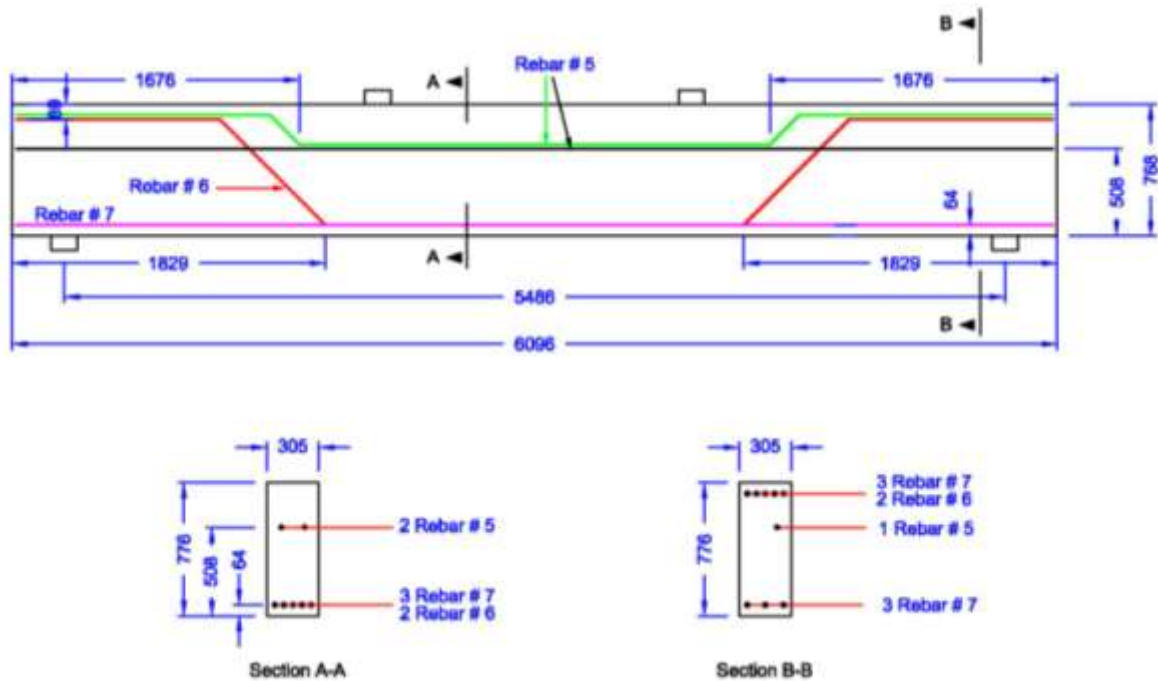 B
1676
A
Rebar # 5
1676
Rebar # 6
Rebar # 7
64
508
768
1829
A
1829
5486
B
6096
305
305
776
508
64
2 Rebar # 5
3 Rebar # 7
2 Rebar # 6
776
3 Rebar # 7
2 Rebar # 6
1 Rebar # 5
3 Rebar # 7
Section A-A
Section B-B